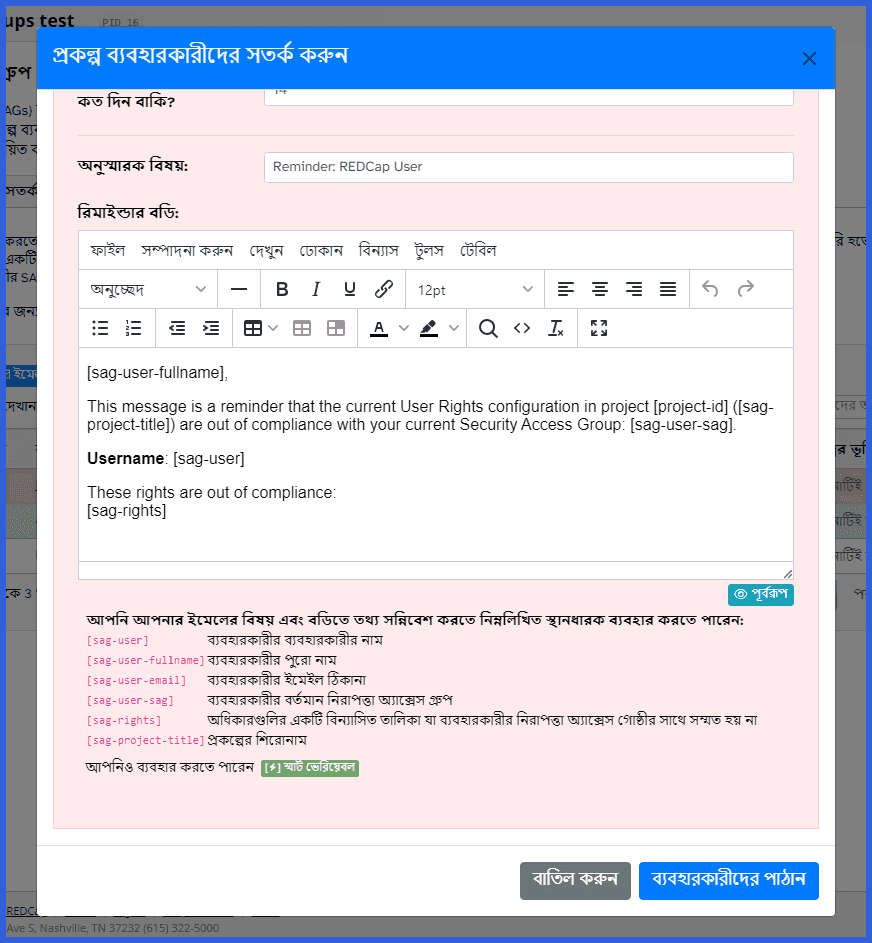 ups test PID 16
প্রকল্প ব্যবহারকারীদের সতর্ক করুন
কত দিন বাকি?
14
অনুস্মারক বিষয়:
Reminder: REDCap User
রিমাইন্ডার বডি:
ফাইল সম্পাদনা করুন দেখুন ঢোকান বিন্যাস টুলস টেবিল
অনুচ্ছেদ B I U 12pt
[sag-user-fullname],
This message is a reminder that the current User Rights configuration in project [project-id] ([sag-
project-title]) are out of compliance with your current Security Access Group: [sag-user-sag].
Username: [sag-user]
These rights are out of compliance:
[sag-rights]
পূর্বরূপ
আপনি আপনার ইমেলের বিষয় এবং বডিতে তথ্য সন্নিবেশ করতে নিম্নলিখিত স্থানধারক ব্যবহার করতে পারেন:
[sag-user] ব্যবহারকারীর ব্যবহারকারীর নাম
[sag-user-fullname] ব্যবহারকারীর পুরো নাম
[sag-user-email] ব্যবহারকারীর ইমেইল ঠিকানা
[sag-user-sag] ব্যবহারকারীর বর্তমান নিরাপত্তা অ্যাক্সেস গ্রুপ
[sag-rights] অধিকারগুলির একটি বিন্যাসিত তালিকা যা ব্যবহারকারীর নিরাপত্তা অ্যাক্সেস গোষ্ঠীর সাথে সম্মত হয় না
[sag-project-title] প্রকল্পের শিরোনাম
আপনিও ব্যবহার করতে পারেন [⚡] স্মার্ট ভেরিয়েবল
বাতিল করুন ব্যবহারকারীদের পাঠান
Ave S, Nashville, TN 37232 (615) 322-5000